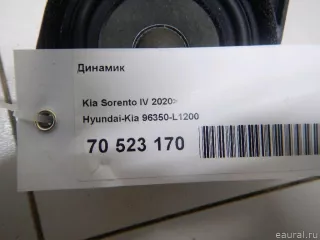 Динамик
Kia Sorento IV 2020>
Hyundai-Kia 96350-L1200
70 523 170
© eaural.ru